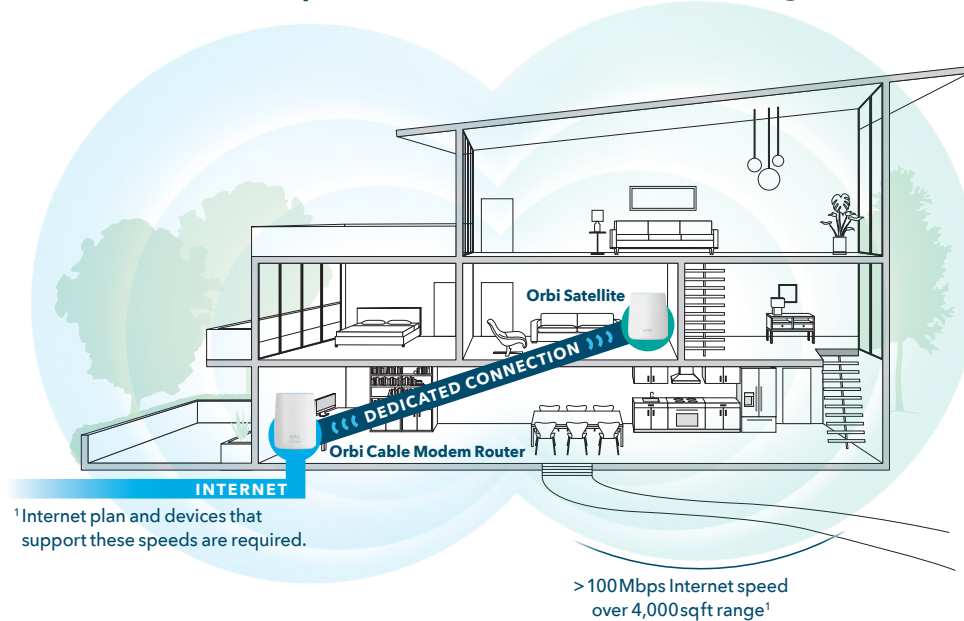 Orbi Satellite
DEDICATED CONNECTION
Orbi Cable Modem Router
INTERNET
¹Internet plan and devices that
support these speeds are required.
> 100Mbps Internet speed
over 4,000sqft range¹